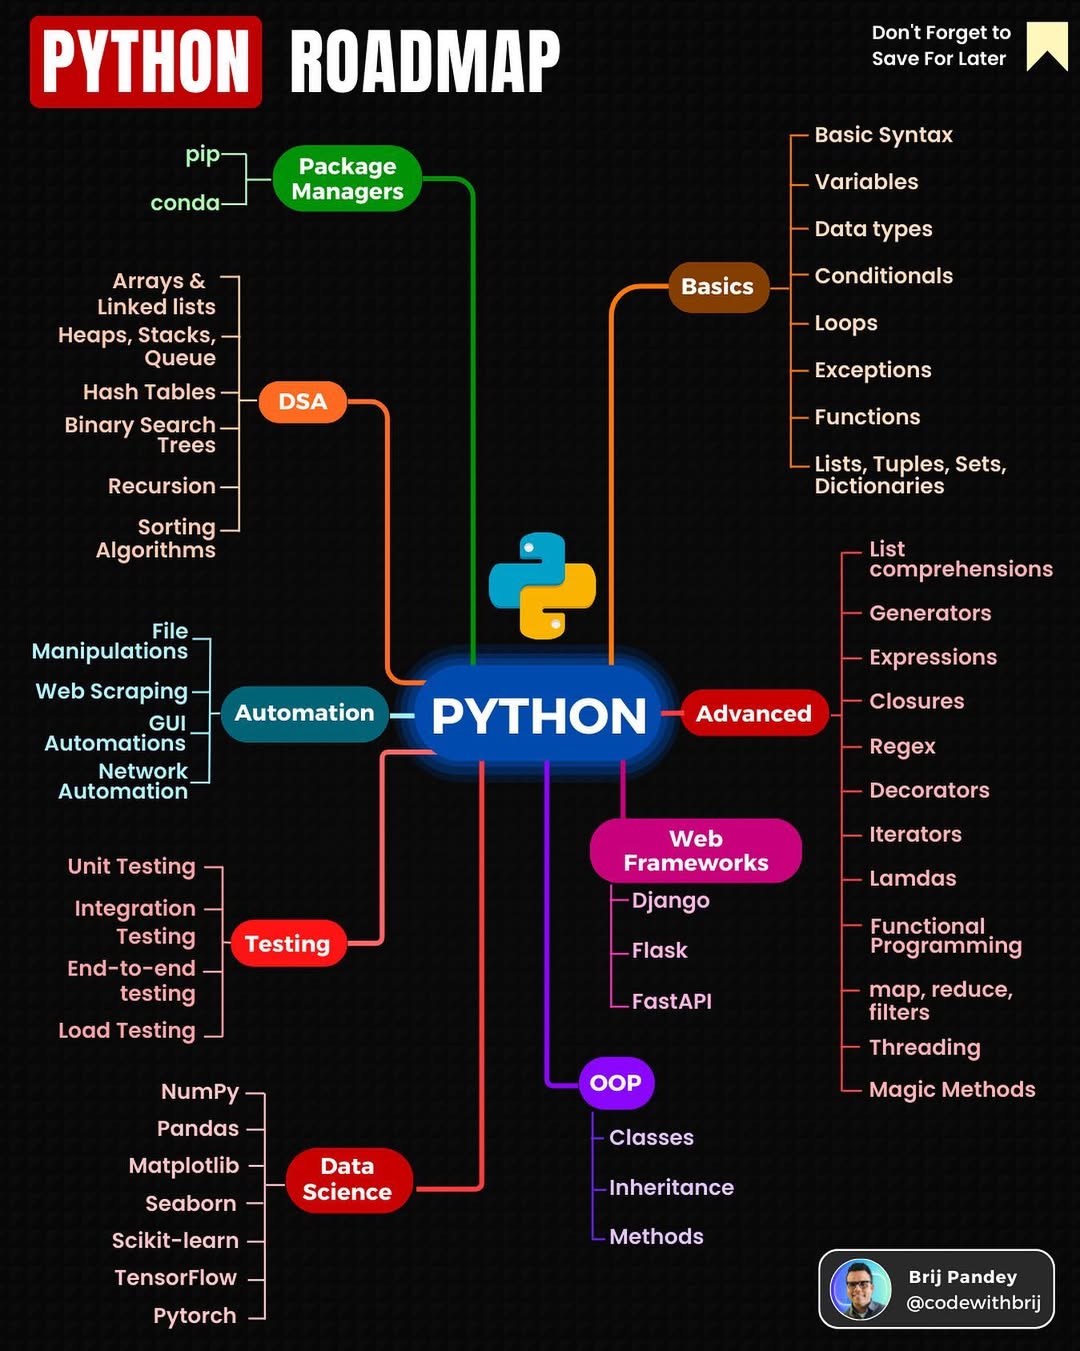 PYTHON ROADMAP
Don't Forget to
Save For Later
pip
conda
Package
Managers
Arrays &
Linked lists
Heaps, Stacks,
Queue
Hash Tables
Binary Search
Trees
Recursion
Sorting
Algorithms
DSA
Basics
Basic Syntax
Variables
Data types
Conditionals
Loops
Exceptions
Functions
Lists, Tuples, Sets,
Dictionaries
File
Manipulations
Web Scraping
GUI
Automations
Network
Automation
Automation
PYTHON
Advanced
List
comprehensions
Generators
Expressions
Closures
Regex
Decorators
Iterators
Lamdas
Functional
Programming
map, reduce,
filters
Threading
Magic Methods
Unit Testing
Integration
Testing
End-to-end
testing
Load Testing
Testing
Web
Frameworks
Django
Flask
FastAPI
NumPy
Pandas
Matplotlib
Seaborn
Scikit-learn
TensorFlow
Pytorch
Data
Science
OOP
Classes
Inheritance
Methods
Brij Pandey
@codewithbrij